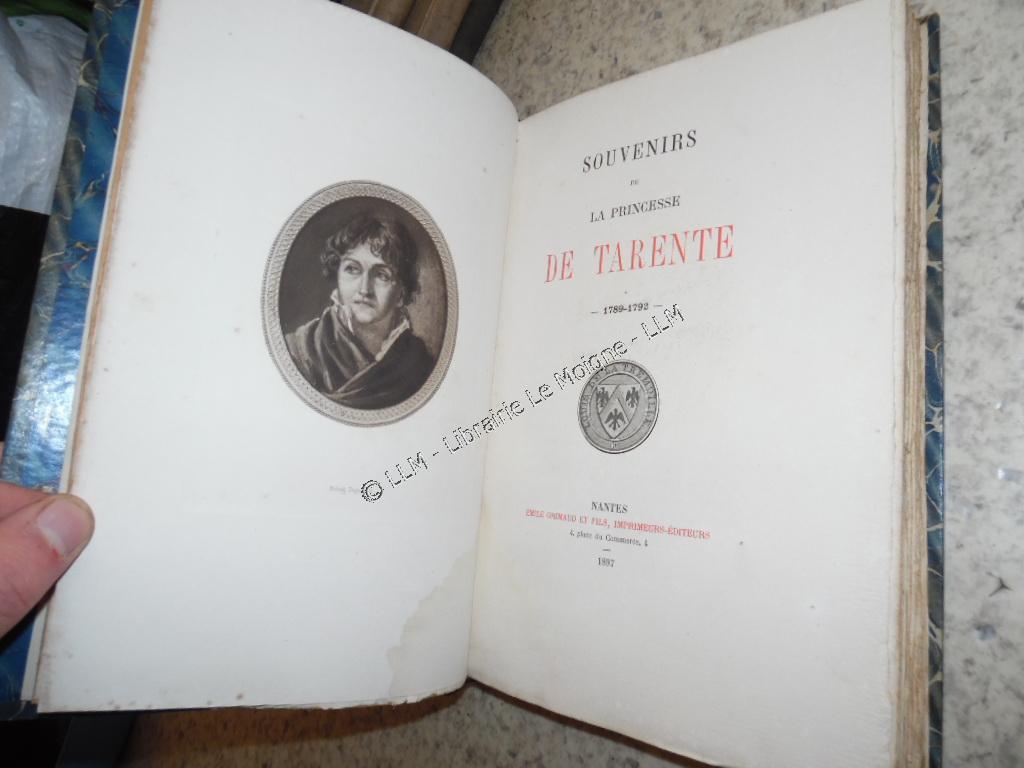 SOUVENIRS
DE
LA PRINCESSE
DE TARENTE
— 1789-1792 —
NANTES
ÉMILE GRIMAUD ET FILS, IMPRIMEURS-ÉDITEURS
4, place du Commerce, 4
1897
© LLM - Librairie Le Moigne - LLM